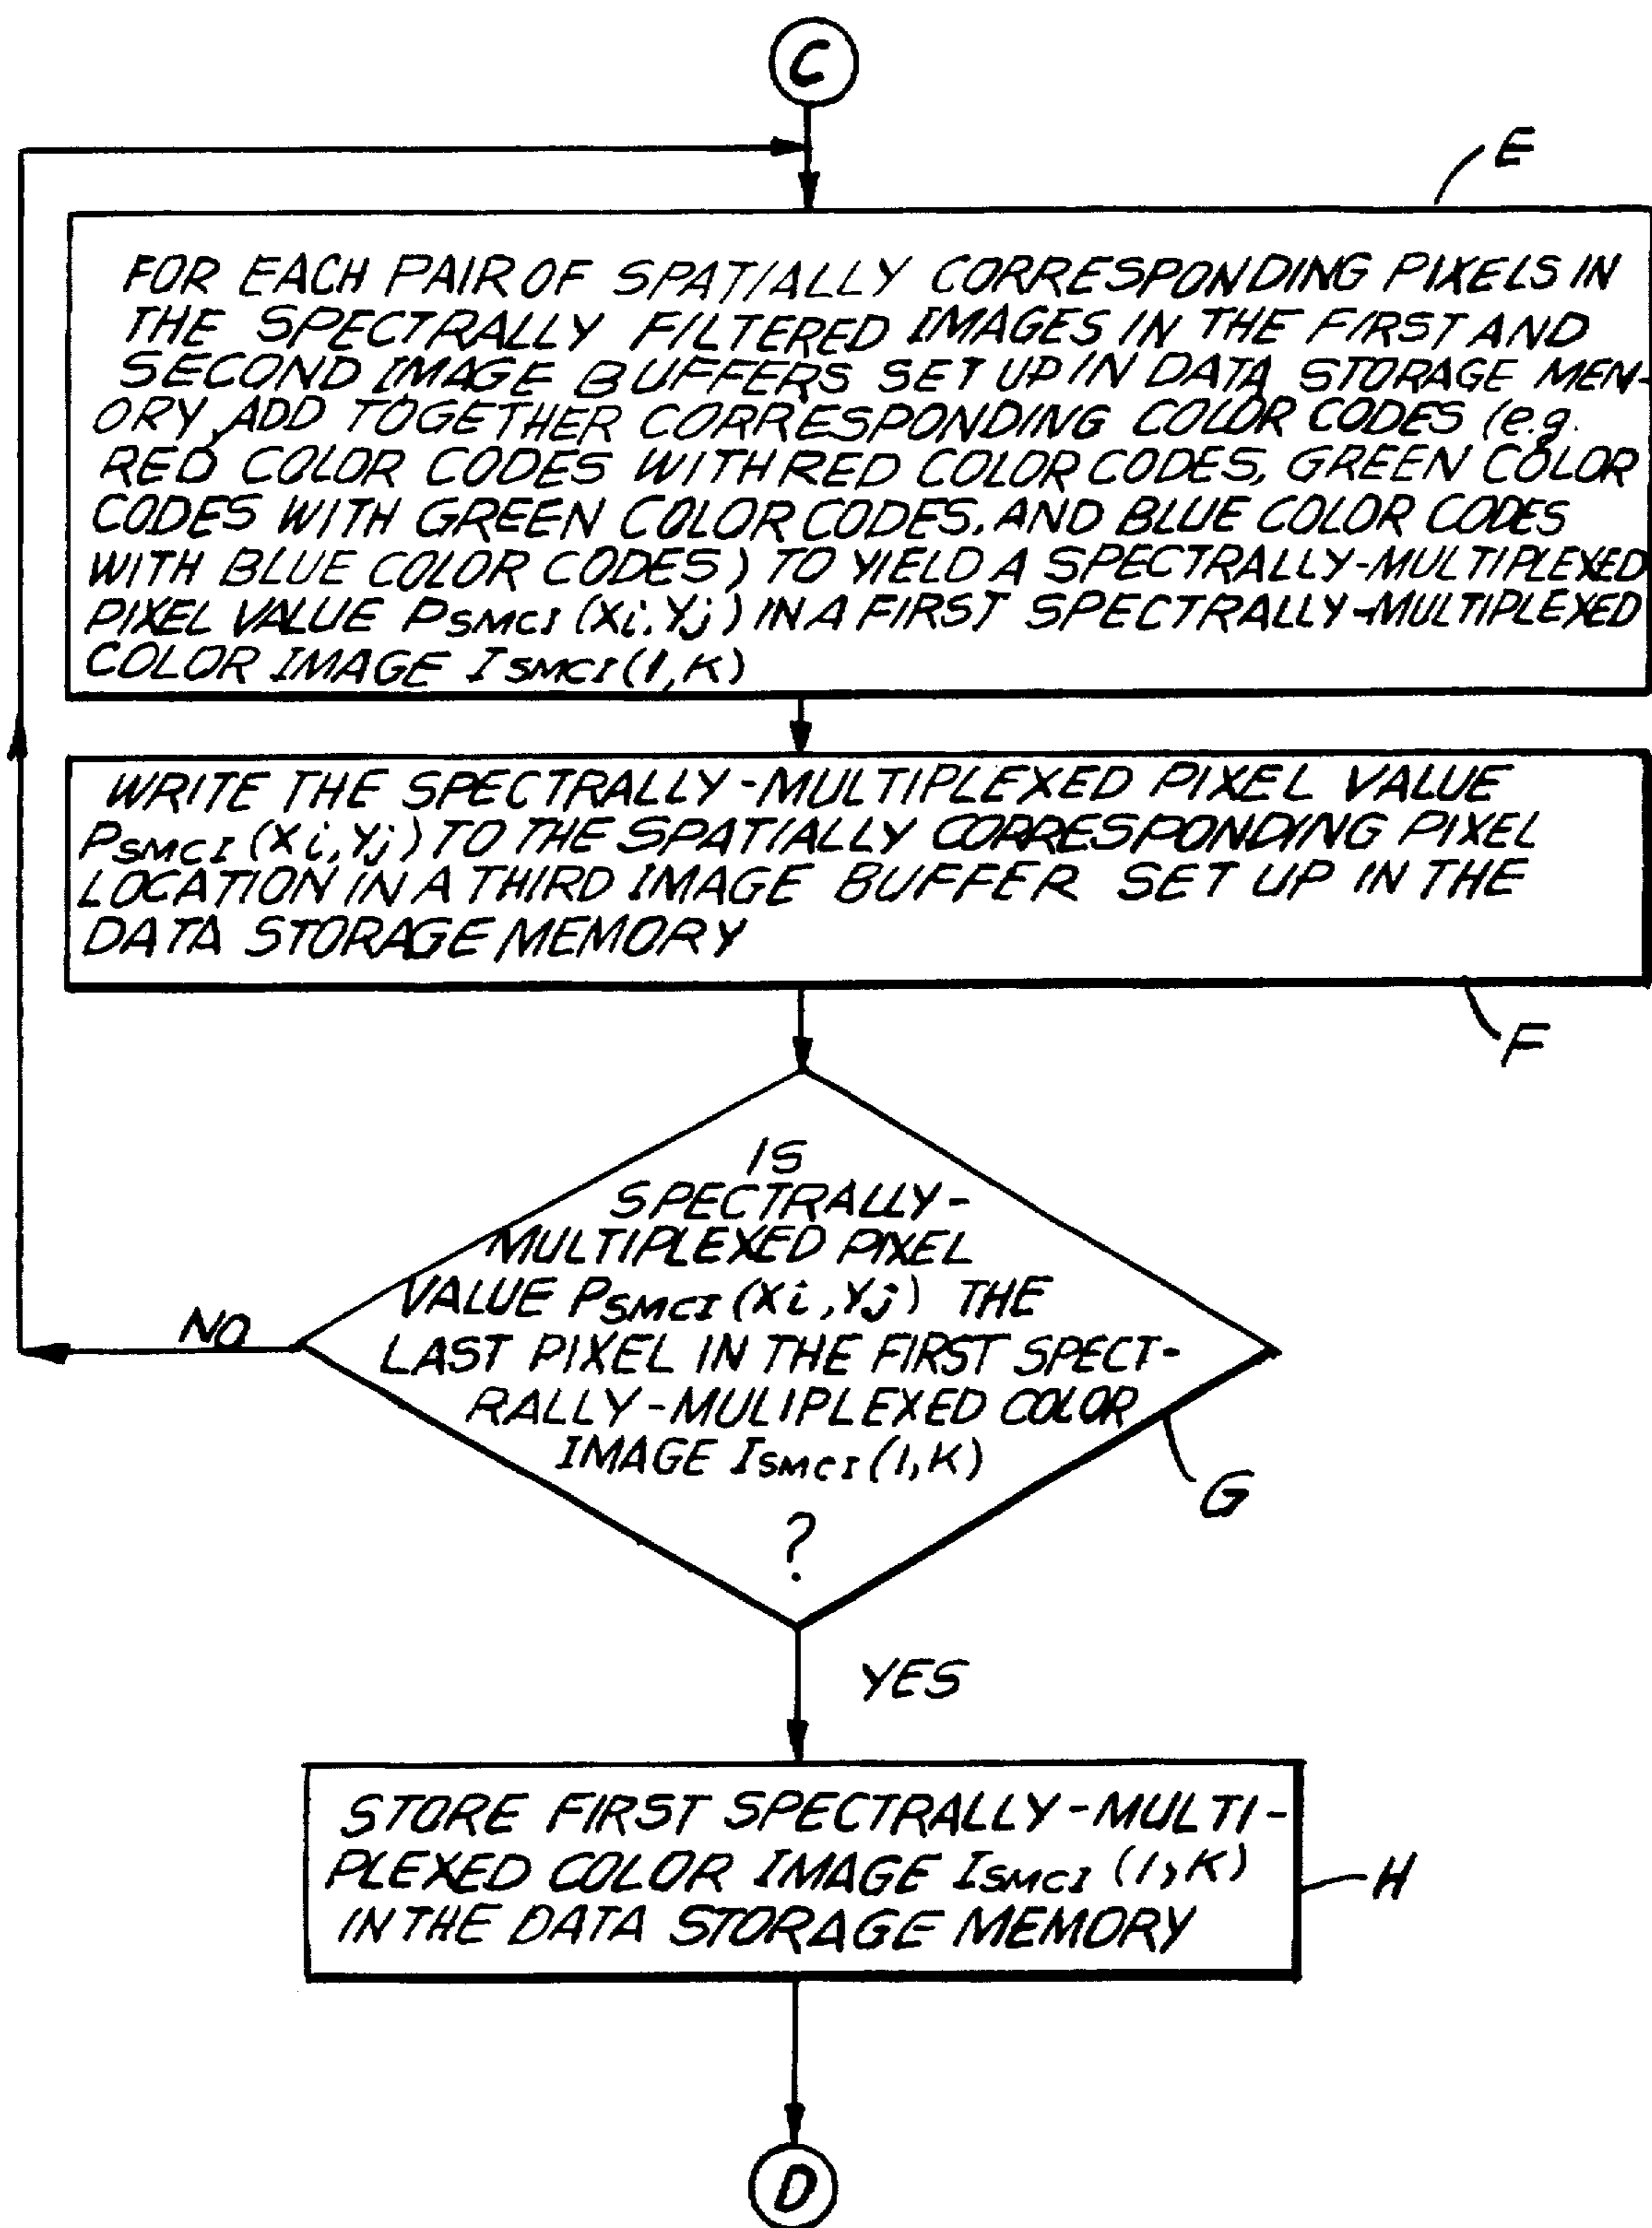 C
E
FOR EACH PAIR OF SPATIALLY CORRESPONDING PIXELS IN
THE SPECTRALLY FILTERED IMAGES IN THE FIRST AND
SECOND IMAGE BUFFERS SET UP IN DATA STORAGE MEN-
ORY, ADD TOGETHER CORRESPONDING COLOR CODES (e.g.
RED COLOR CODES WITH RED COLOR CODES, GREEN COLOR
CODES WITH GREEN COLOR CODES, AND BLUE COLOR CODES
WITH BLUE COLOR CODES) TO YIELD A SPECTRALLY-MULTIPLEXED
PIXEL VALUE PSMCI (Xi, Yj) IN A FIRST SPECTRALLY-MULTIPLEXED
COLOR IMAGE ISMCI (1, K)
WRITE THE SPECTRALLY-MULTIPLEXED PIXEL VALUE
PSMCI (Xi, Yj) TO THE SPATIALLY CORRESPONDING PIXEL
LOCATION IN A THIRD IMAGE BUFFER SET UP IN THE
DATA STORAGE MEMORY
F
IS
SPECTRALLY-
MULTIPLEXED PIXEL
VALUE PSMCI (Xi, Yj) THE
NO
LAST PIXEL IN THE FIRST SPECT-
RALLY-MULIPLEXED COLOR
IMAGE ISMCI (1, K)
G
?
YES
STORE FIRST SPECTRALLY-MULTI-
PLEXED COLOR IMAGE ISMCI (1, K)
H
IN THE DATA STORAGE MEMORY
D